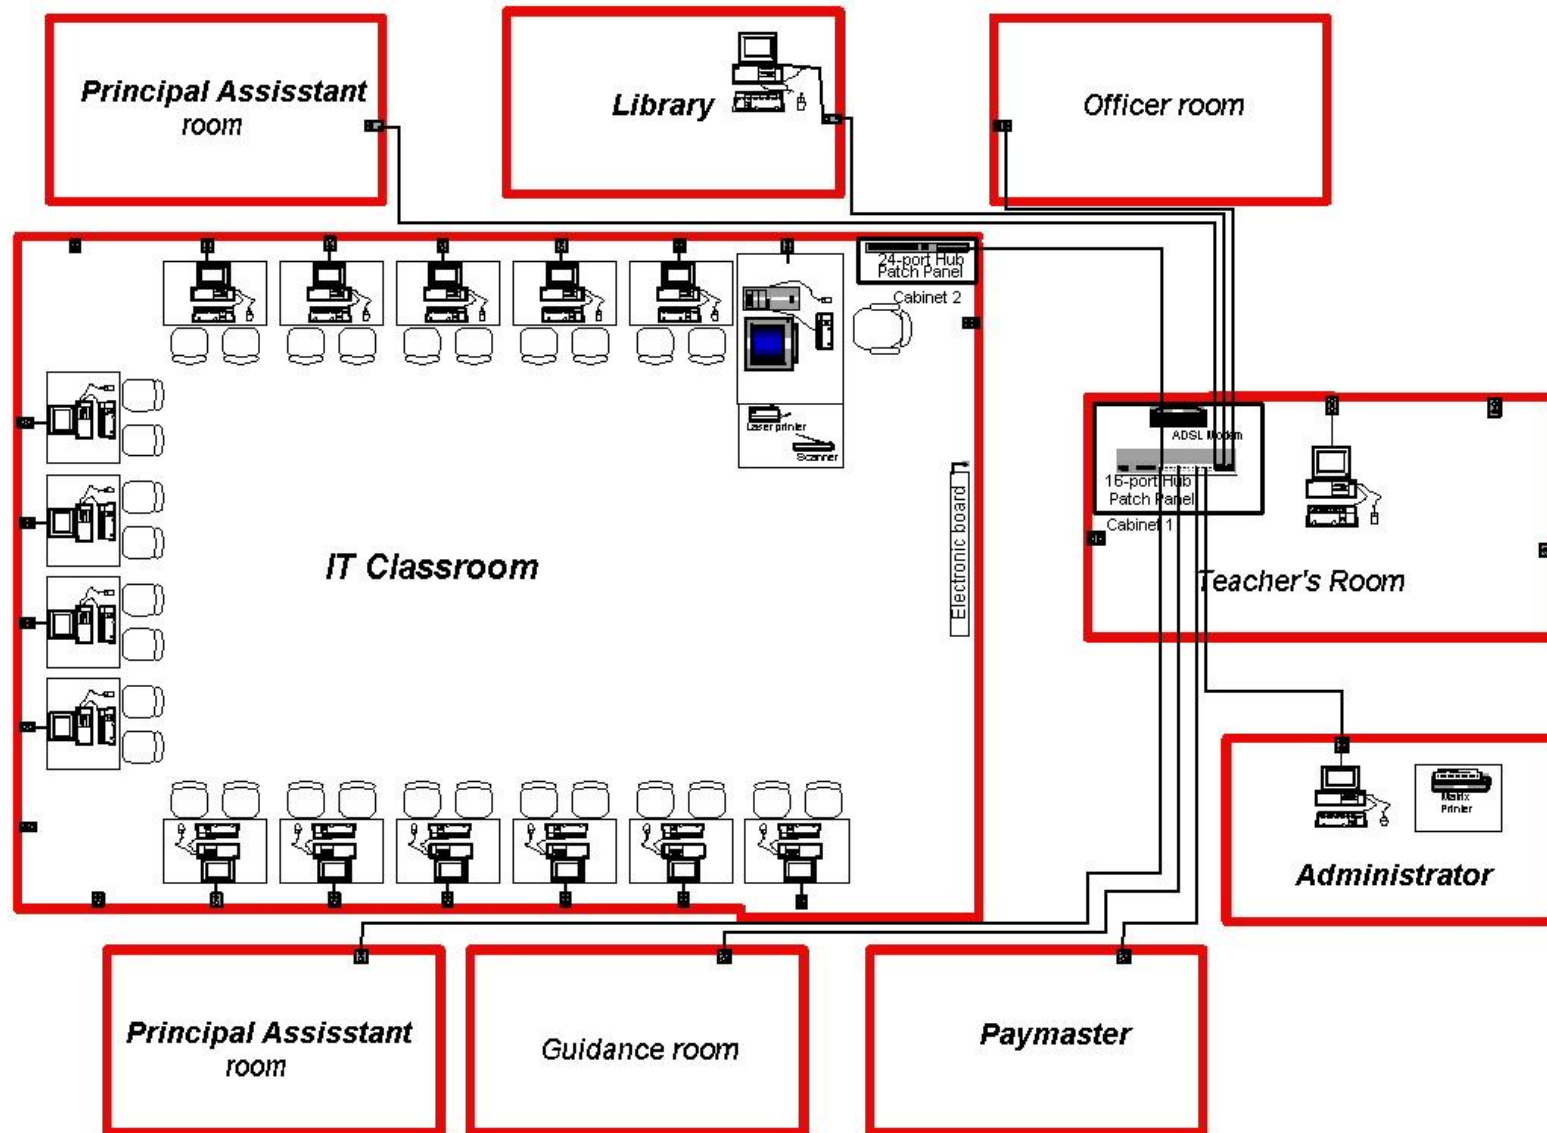 Principal Assisstant
room
Library
Officer room
24-port Hub
Patch Panel
Cabinet 2
Laser printer
Scanner
ADSL Modem
16-port Hub
Patch Panel
Cabinet 1
Electronic board
IT Classroom
Teacher's Room
Matrix
Printer
Administrator
Principal Assisstant
room
Guidance room
Paymaster